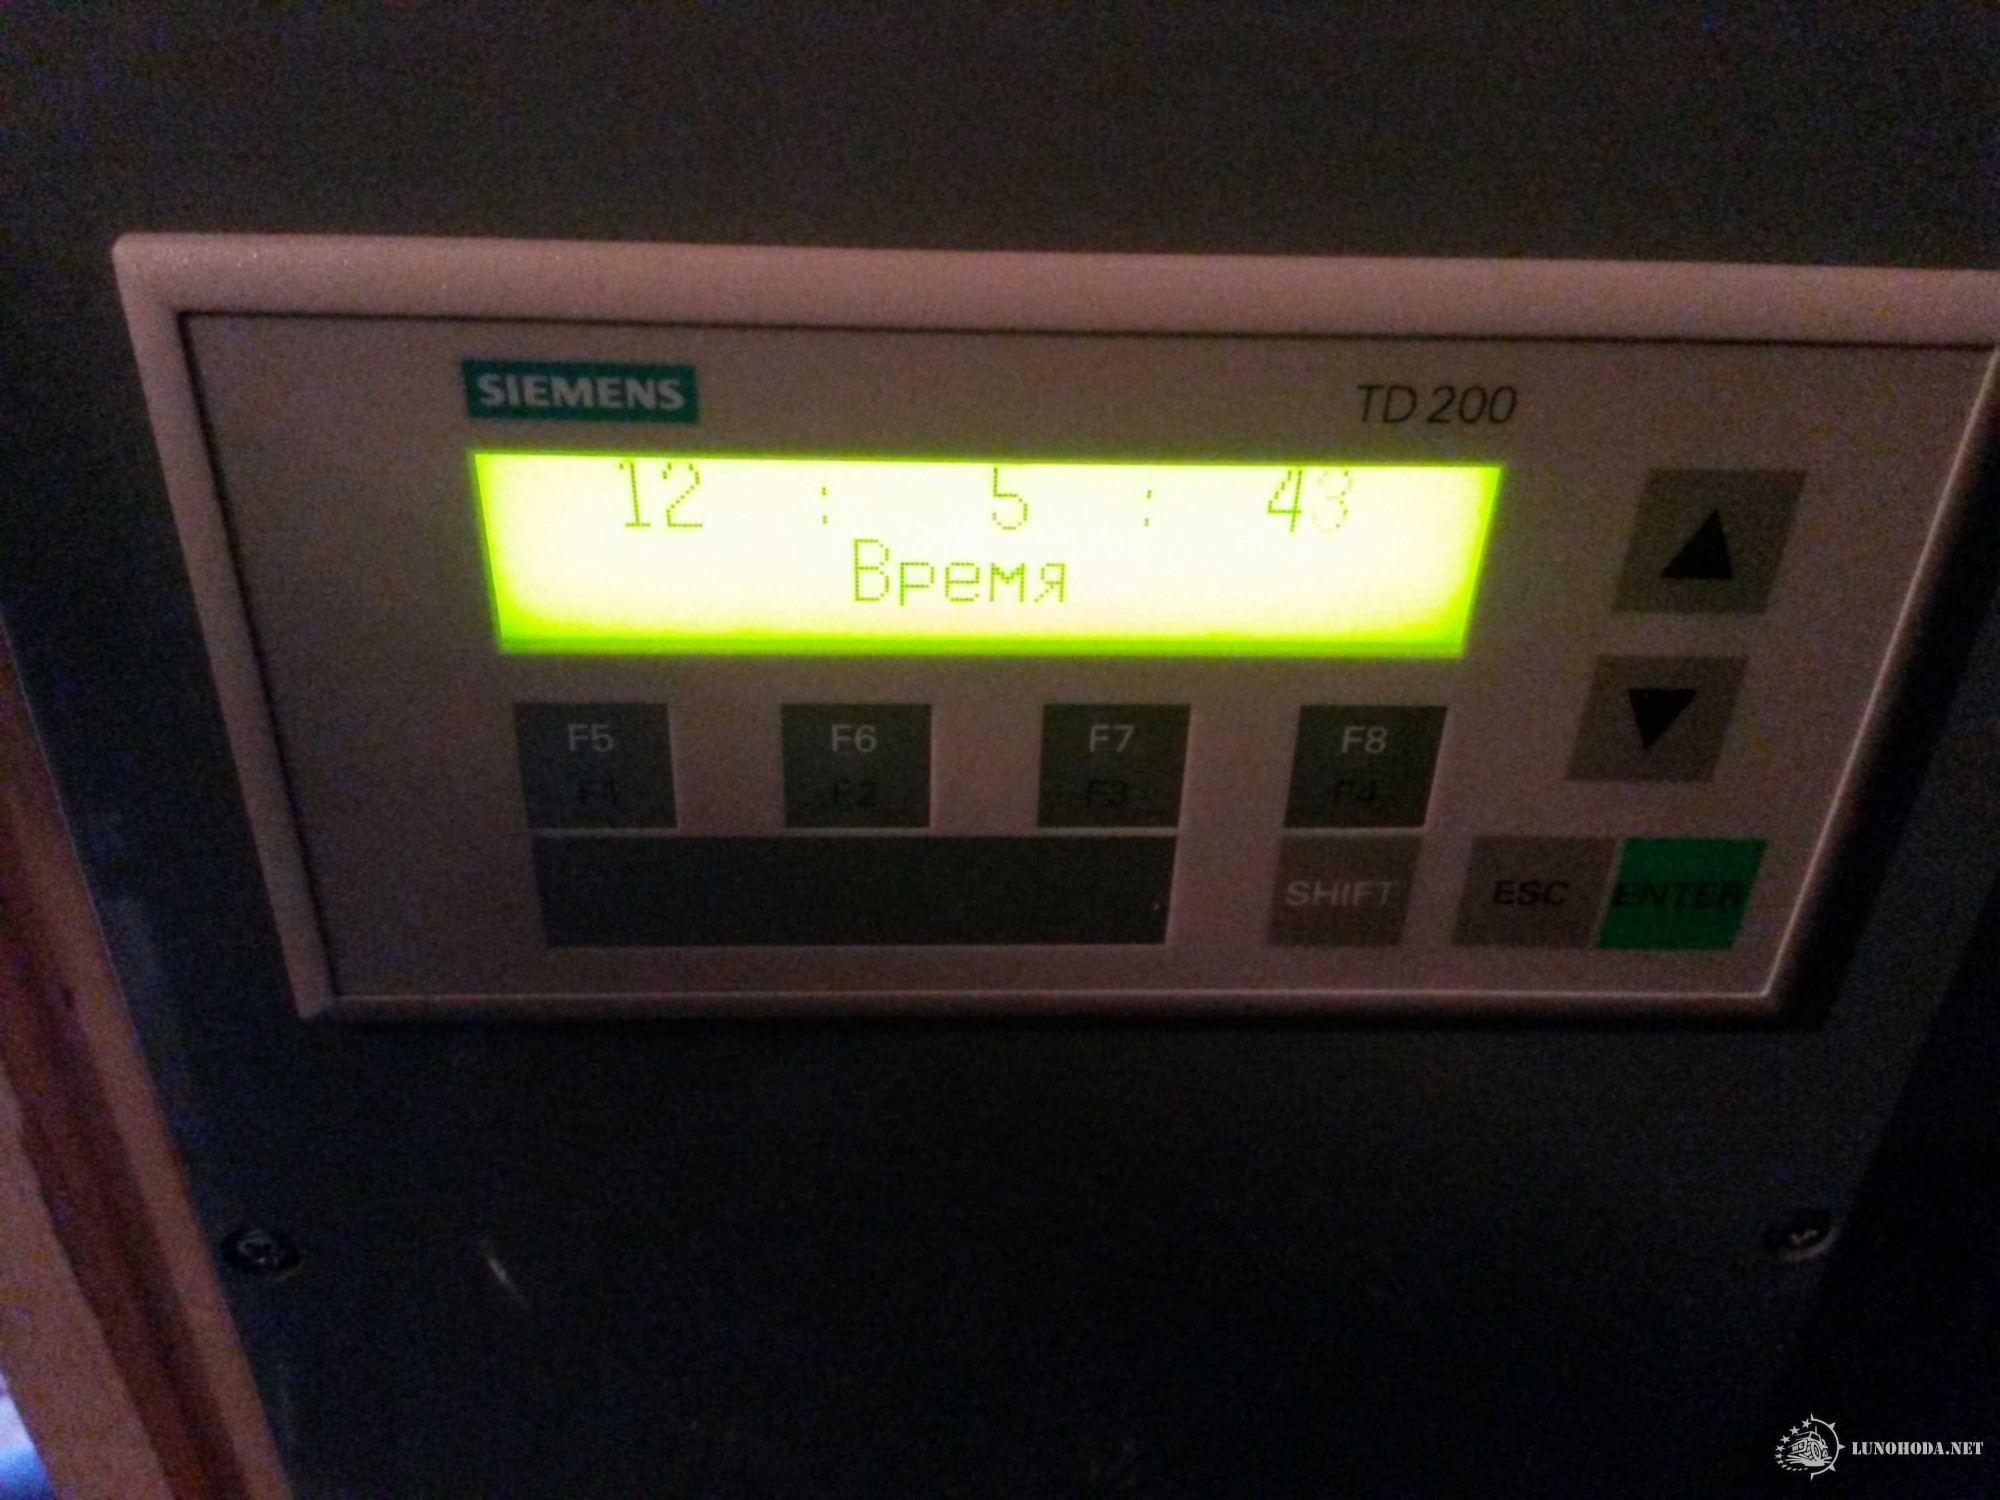 SIEMENS
TD 200
12 : 5 : 43
Время
F5 F6 F7 F8
F1 F2 F3 F4
SHIFT ESC ENTER
LUNOHODA.NET